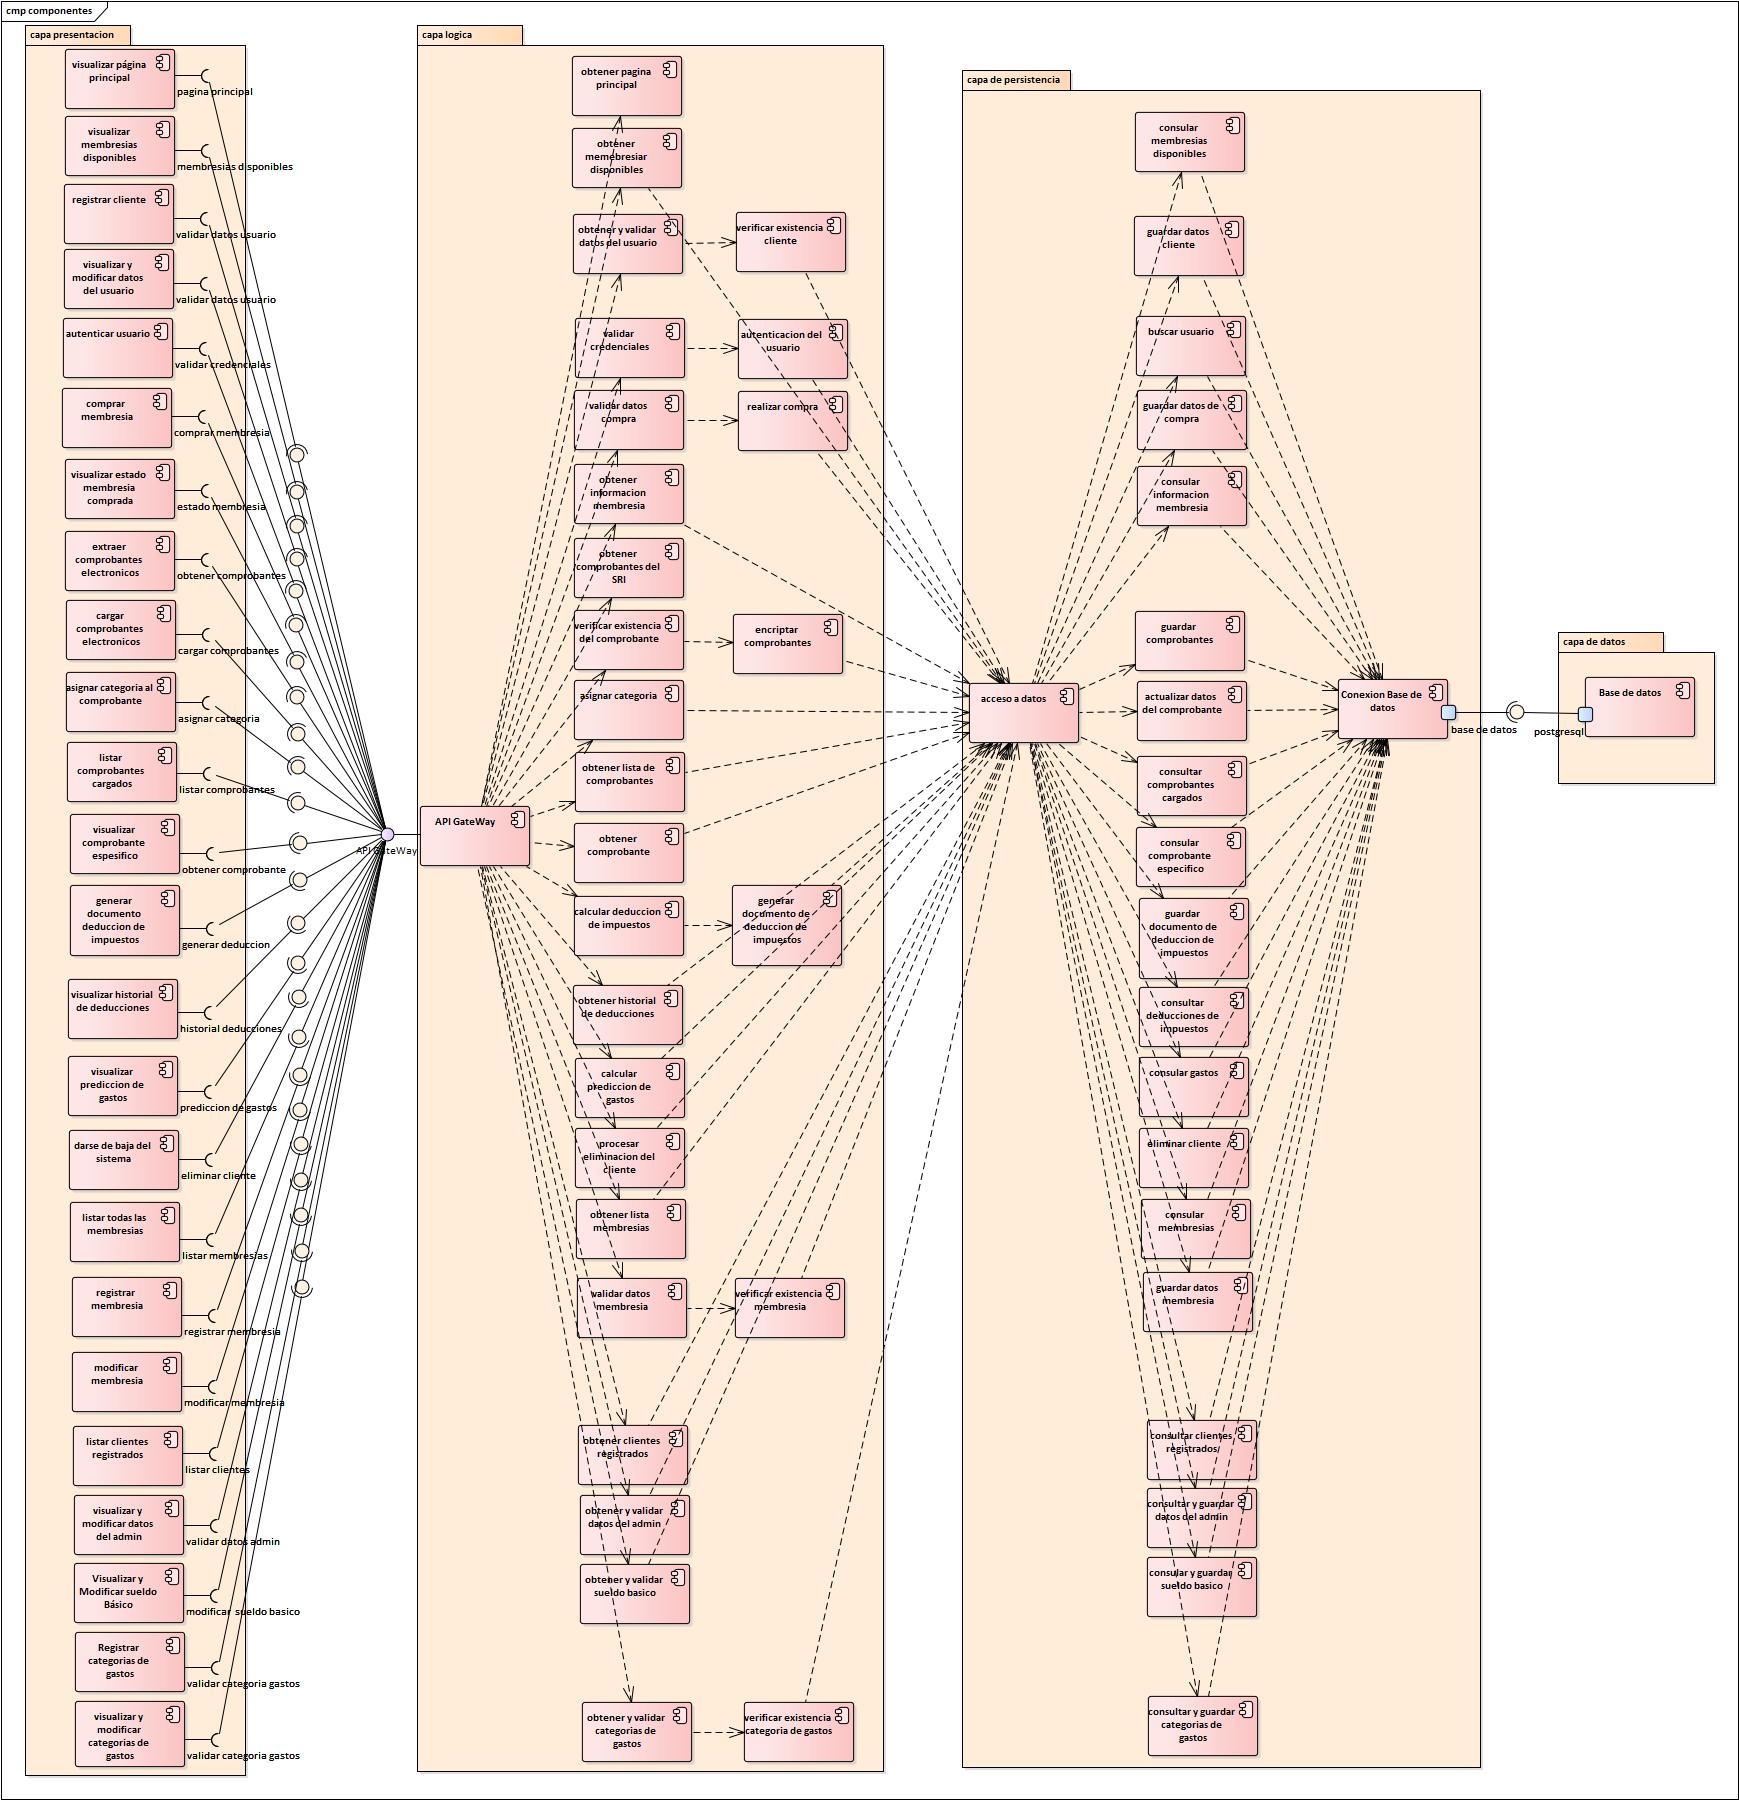 cmp componentes
capa presentacion
visualizar página
principal
pagina principal
visualizar
membresias
disponibles
membresias disponibles
registrar cliente
validar datos usuario
visualizar y
modificar datos
del usuario
validar datos usuario
autenticar usuario
validar credenciales
comprar
membresia
comprar membresia
visualizar estado
membresia
comprada
estado membresia
extraer
comprobantes
electronicos
obtener comprobantes
cargar
comprobantes
electronicos
cargar comprobantes
asignar categoria al
comprobante
asignar categoria
listar
comprobantes
cargados
listar comprobantes
visualizar
comprobante
espesifico
obtener comprobante
generar
documento
deduccion de
impuestos
generar deduccion
visualizar historial
de deducciones
historial deducciones
visualizar
prediccion de
gastos
prediccion de gastos
darse de baja del
sistema
eliminar cliente
listar todas las
membresias
listar membresias
registrar
membresia
registrar membresia
modificar
membresia
modificar membresia
listar clientes
registrados
listar clientes
visualizar y
modificar datos
del admin
validar datos admin
Visualizar y
Modificar sueldo
Básico
modificar sueldo basico
Registrar
categorias de
gastos
validar categoria gastos
visualizar y
modificar
categorias de
gastos
validar categoria gastos
API GateWay
capa logica
API GateWay
obtener pagina
principal
obtener
memebresiar
disponibles
obtener y validar
datos del usuario
verificar existencia
cliente
validar
credenciales
autenticacion del
usuario
validar datos
compra
realizar compra
obtener
informacion
membresia
obtener
comprobantes del
SRI
verificar existencia
del comprobante
encriptar
comprobantes
asignar categoria
obtener lista de
comprobantes
obtener
comprobante
calcular deduccion
de impuestos
generar
documento de
deduccion de
impuestos
obtener historial
de deducciones
calcular
prediccion de
gastos
procesar
eliminacion del
cliente
obtener lista
membresias
validar datos
membresia
verificar existencia
membresia
obtener clientes
registrados
obtener y validar
datos del admin
obtener y validar
sueldo basico
obtener y validar
categorias de
gastos
verificar existencia
categoria de gastos
capa de persistencia
acceso a datos
consular
membresias
disponibles
guardar datos
cliente
buscar usuario
guardar datos de
compra
consular
informacion
membresia
guardar
comprobantes
actualizar datos
del comprobante
consultar
comprobantes
cargados
consular
comprobante
especifico
guardar
documento de
deduccion de
impuestos
consultar
deducciones de
impuestos
consular gastos
eliminar cliente
consular
membresias
guardar datos
membresia
consultar clientes
registrados
consultar y guardar
datos del admin
consular y guardar
sueldo basico
consultar y guardar
categorias de
gastos
Conexion Base de
datos
base de datos
capa de datos
Base de datos
postgresql